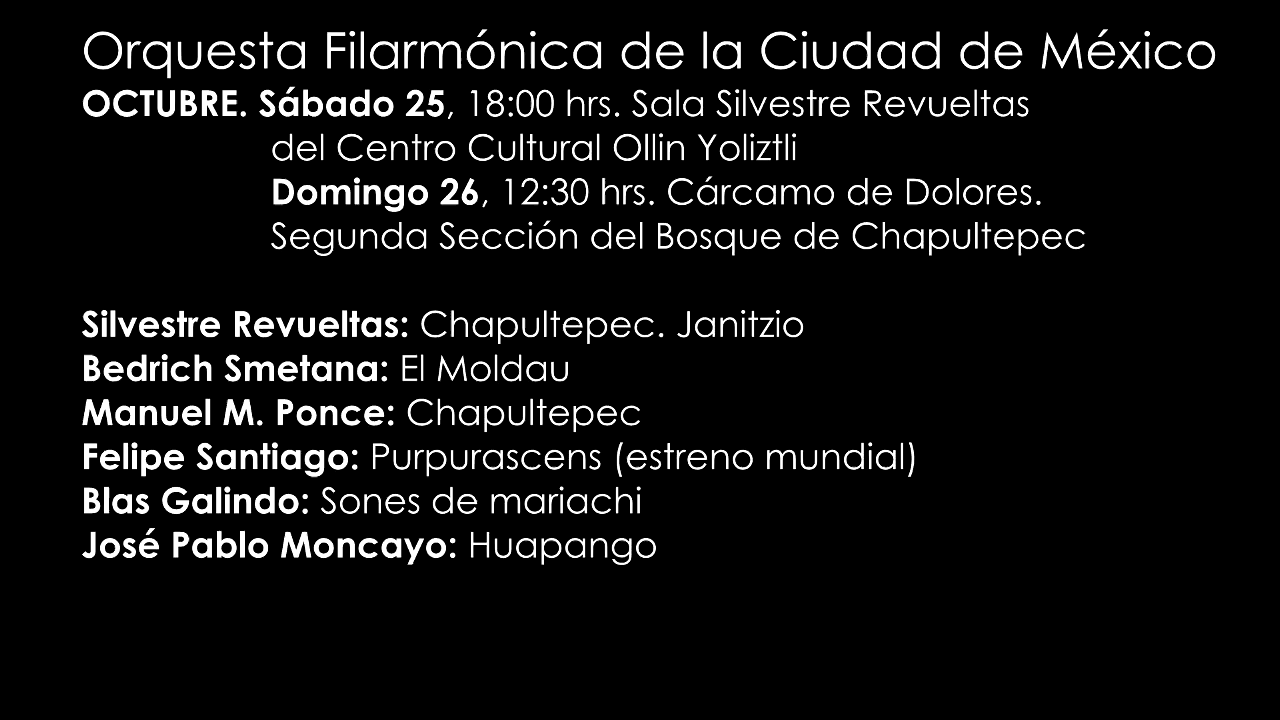 Orquesta Filarmónica de la Ciudad de México
OCTUBRE. Sábado 25, 18:00 hrs. Sala Silvestre Revueltas
del Centro Cultural Ollin Yoliztli
Domingo 26, 12:30 hrs. Cárcamo de Dolores.
Segunda Sección del Bosque de Chapultepec
Silvestre Revueltas: Chapultepec. Janitzio
Bedrich Smetana: El Moldau
Manuel M. Ponce: Chapultepec
Felipe Santiago: Purpurascens (estreno mundial)
Blas Galindo: Sones de mariachi
José Pablo Moncayo: Huapango